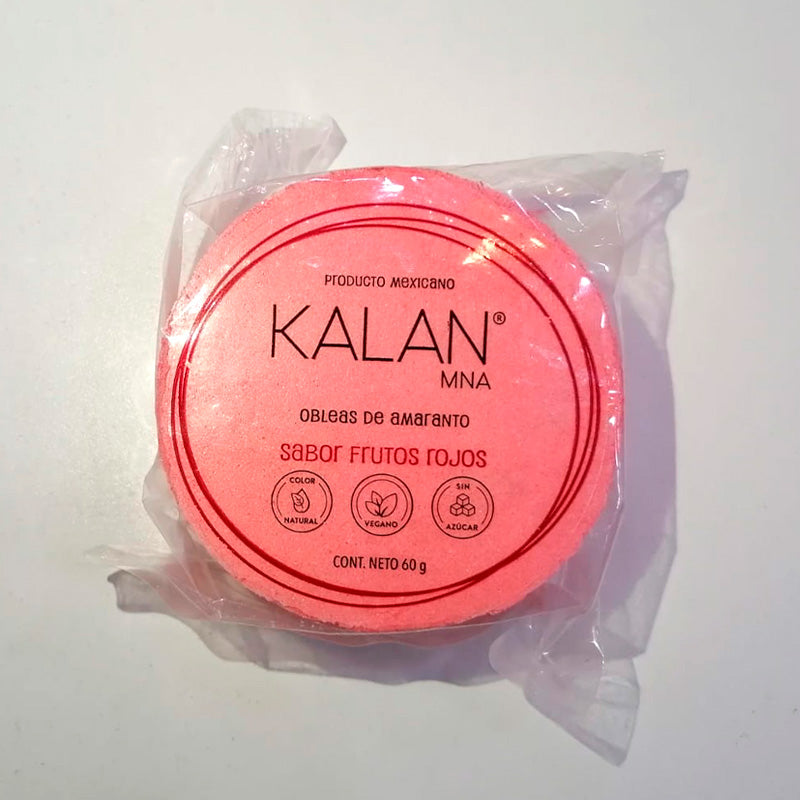 PRODUCTO MEXICANO
KALAN®
MNA
OBLEAS DE AMARANTO
SABOR FRUTOS ROJOS
COLOR NATURAL
VEGANO
SIN AZÚCAR
CONT. NETO 60 g